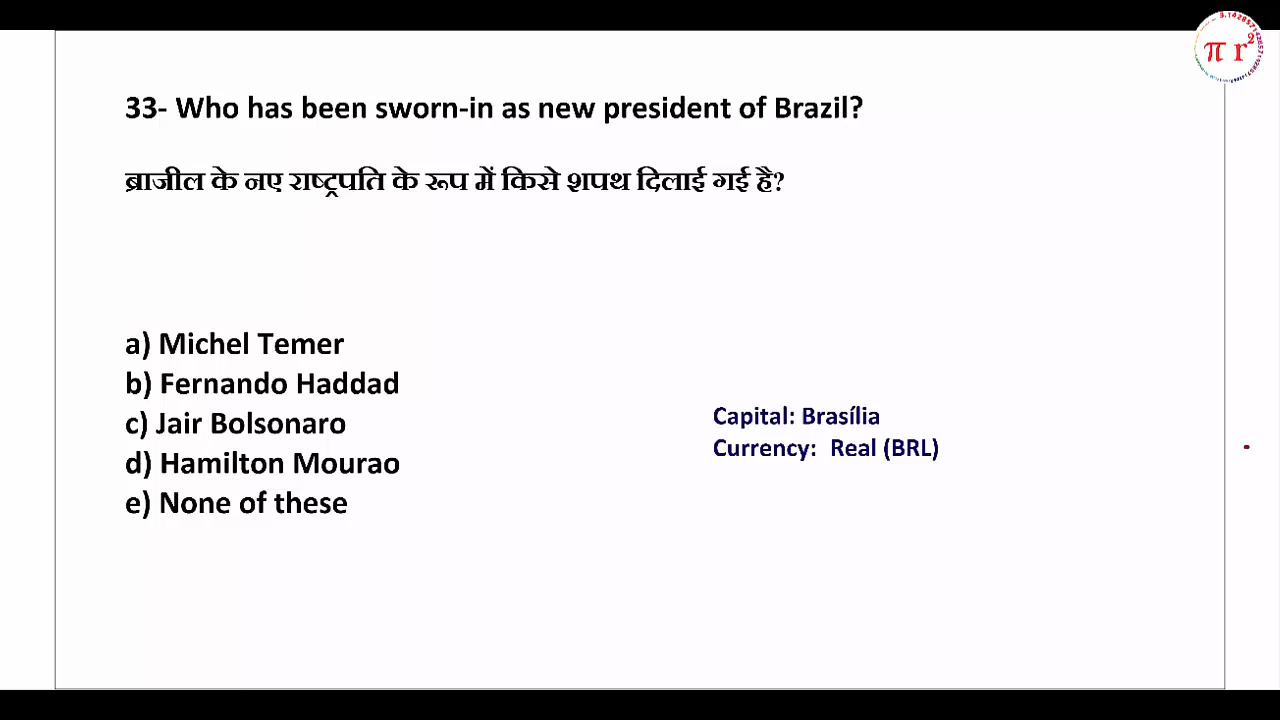 π r²
33- Who has been sworn-in as new president of Brazil?
ब्राजील के नए राष्ट्रपति के रूप में किसे शपथ दिलाई गई है?
a) Michel Temer
b) Fernando Haddad
c) Jair Bolsonaro
d) Hamilton Mourao
e) None of these
Capital: Brasília
Currency: Real (BRL)